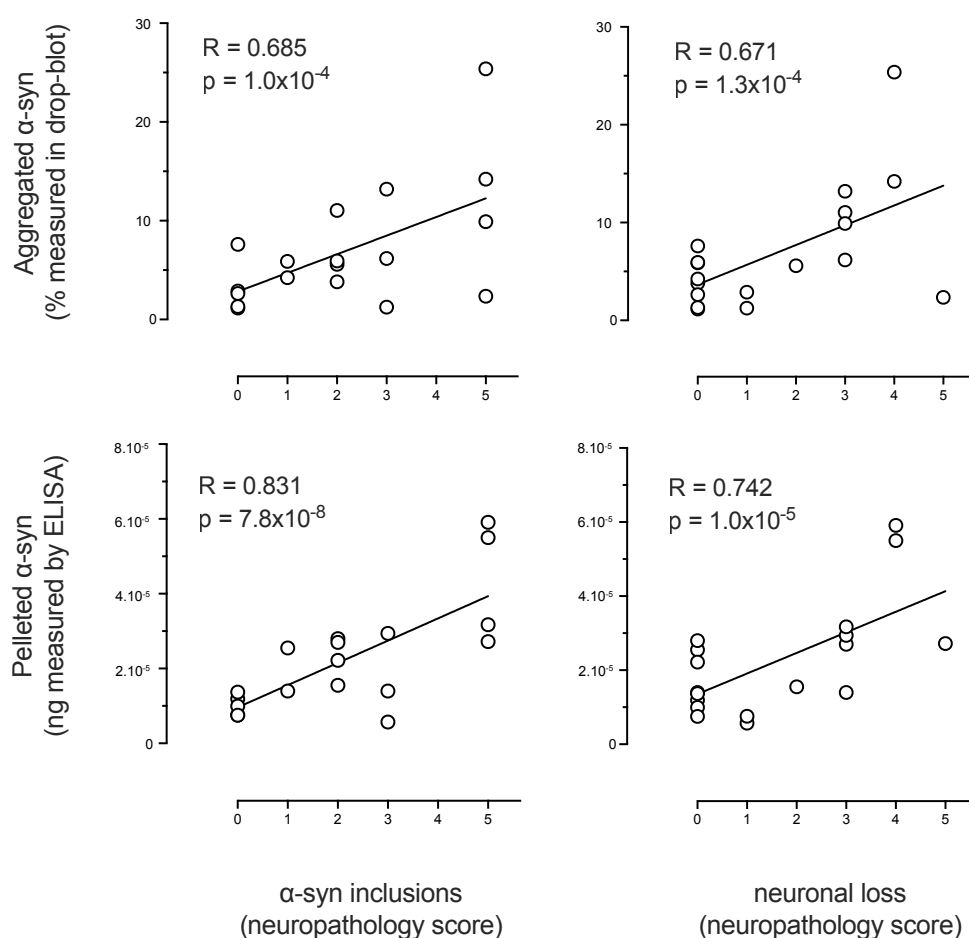 Aggregated α-syn
(% measured in drop-blot)
30
20
10
0
R = 0.685
p = 1.0x10⁻⁴
0 1 2 3 4 5
30
20
10
0
R = 0.671
p = 1.3x10⁻⁴
0 1 2 3 4 5
Pelleted α-syn
(ng measured by ELISA)
8.10⁻⁵
6.10⁻⁵
4.10⁻⁵
2.10⁻⁵
0
R = 0.831
p = 7.8x10⁻⁸
0 1 2 3 4 5
8.10⁻⁵
6.10⁻⁵
4.10⁻⁵
2.10⁻⁵
0
R = 0.742
p = 1.0x10⁻⁵
0 1 2 3 4 5
α-syn inclusions
(neuropathology score)
neuronal loss
(neuropathology score)